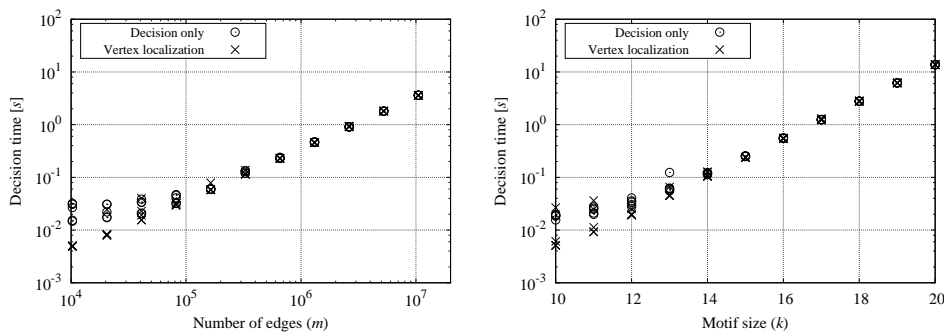 10^2
10^1
10^0
10^-1
10^-2
10^-3
Decision time [s]
Decision only
Vertex localization
10^4
10^5
10^6
10^7
Number of edges (m)
10^2
10^1
10^0
10^-1
10^-2
10^-3
Decision time [s]
Decision only
Vertex localization
10
12
14
16
18
20
Motif size (k)